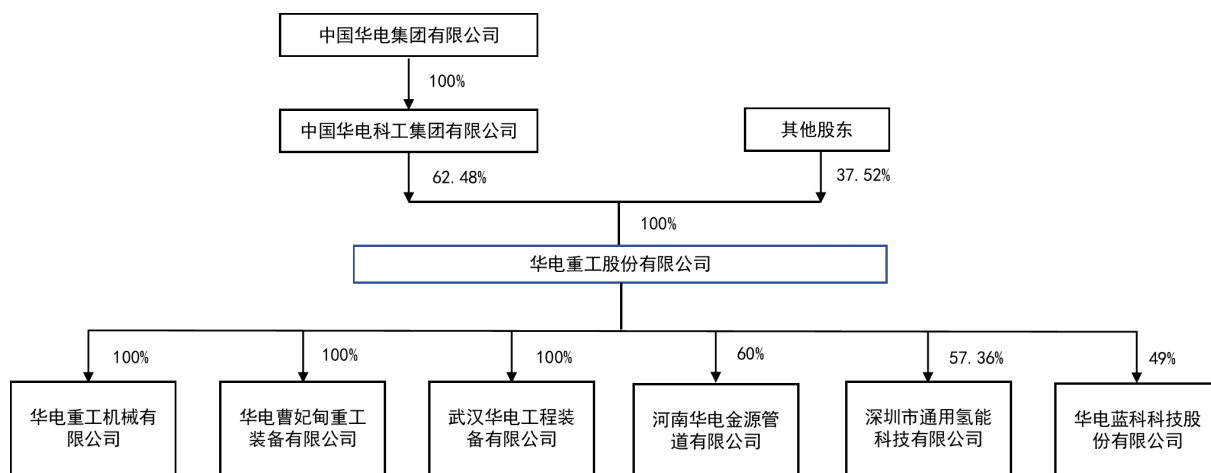 中国华电集团有限公司
100%
中国华电科工集团有限公司
其他股东
62.48%
37.52%
100%
华电重工股份有限公司
100%
100%
100%
60%
57.36%
49%
华电重工机械有
限公司
华电曹妃甸重工
装备有限公司
武汉华电工程装
备有限公司
河南华电金源管
道有限公司
深圳市通用氢能
科技有限公司
华电蓝科科技股
份有限公司